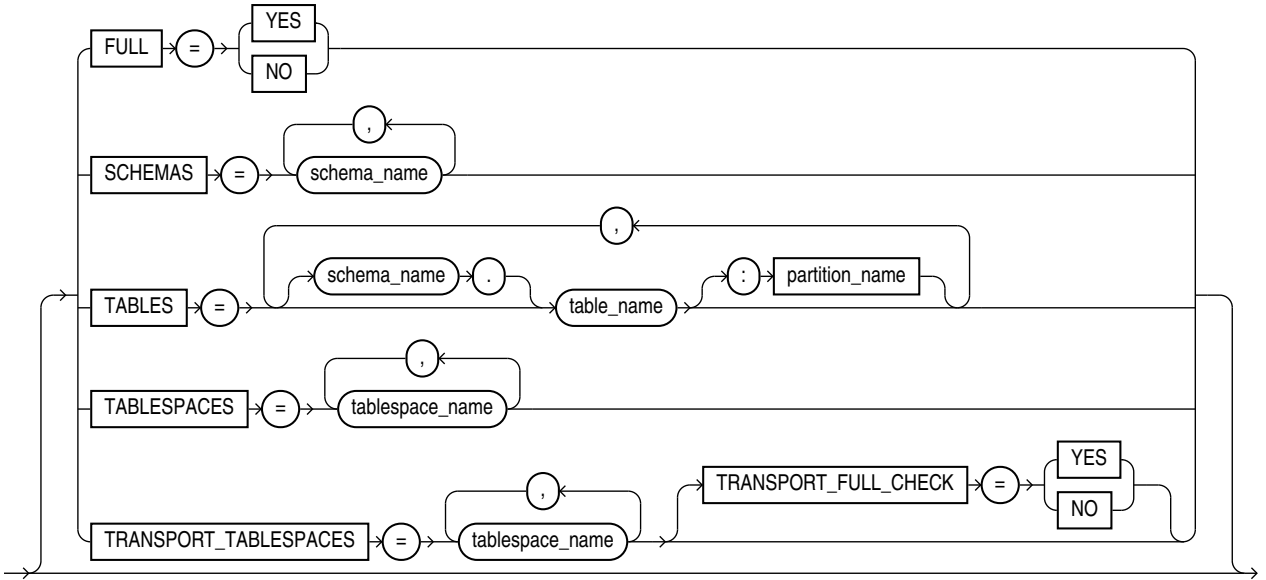 YES
FULL =
NO
,
SCHEMAS = schema_name
,
schema_name . : partition_name
TABLES = table_name
,
TABLESPACES = tablespace_name
YES
TRANSPORT_FULL_CHECK =
NO
,
TRANSPORT_TABLESPACES = tablespace_name